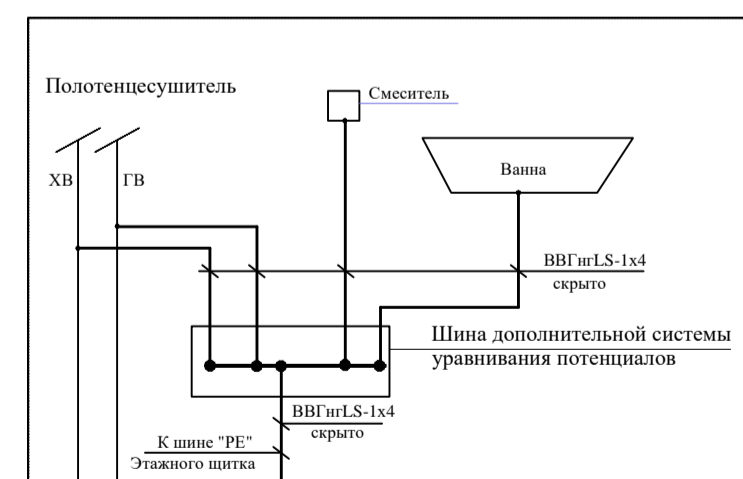 Полотенцесушитель
Смеситель
ХВ
ГВ
Ванна
ВВГнгLS-1х4
скрыто
Шина дополнительной системы
уравнивания потенциалов
ВВГнгLS-1х4
скрыто
К шине "PE"
Этажного щитка